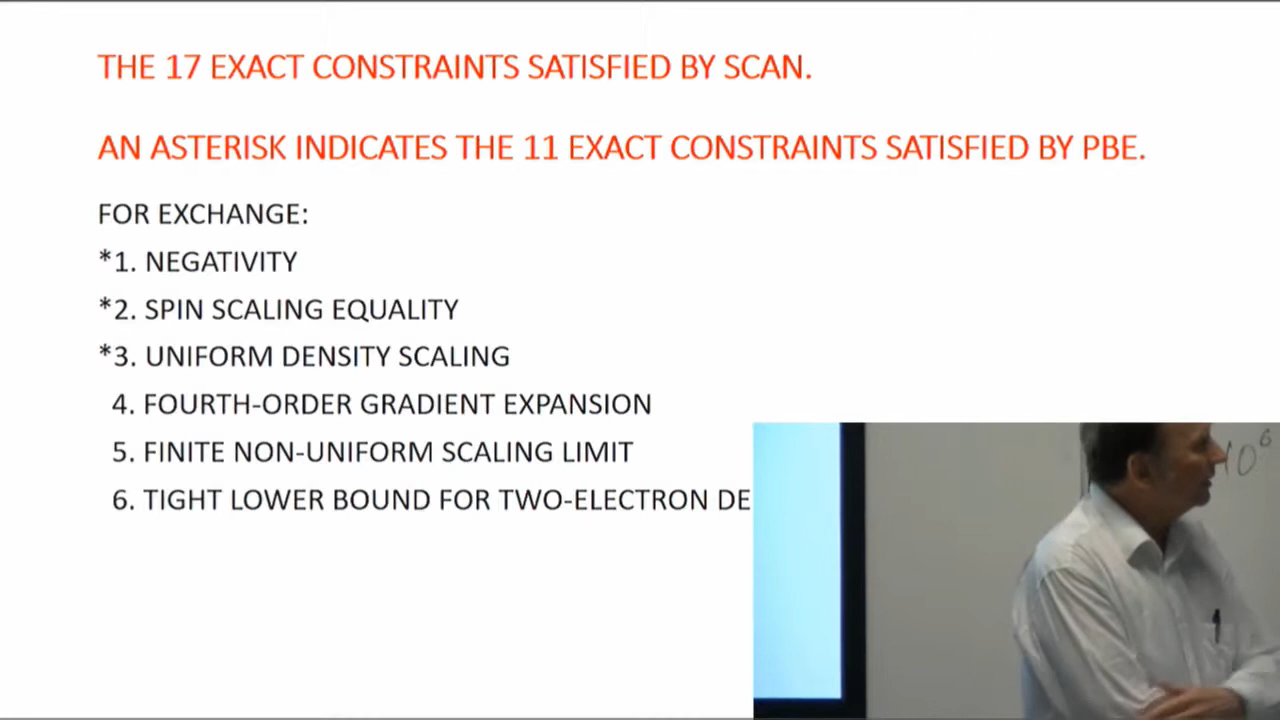 THE 17 EXACT CONSTRAINTS SATISFIED BY SCAN.
AN ASTERISK INDICATES THE 11 EXACT CONSTRAINTS SATISFIED BY PBE.
FOR EXCHANGE:
*1. NEGATIVITY
*2. SPIN SCALING EQUALITY
*3. UNIFORM DENSITY SCALING
4. FOURTH-ORDER GRADIENT EXPANSION
5. FINITE NON-UNIFORM SCALING LIMIT
6. TIGHT LOWER BOUND FOR TWO-ELECTRON DE